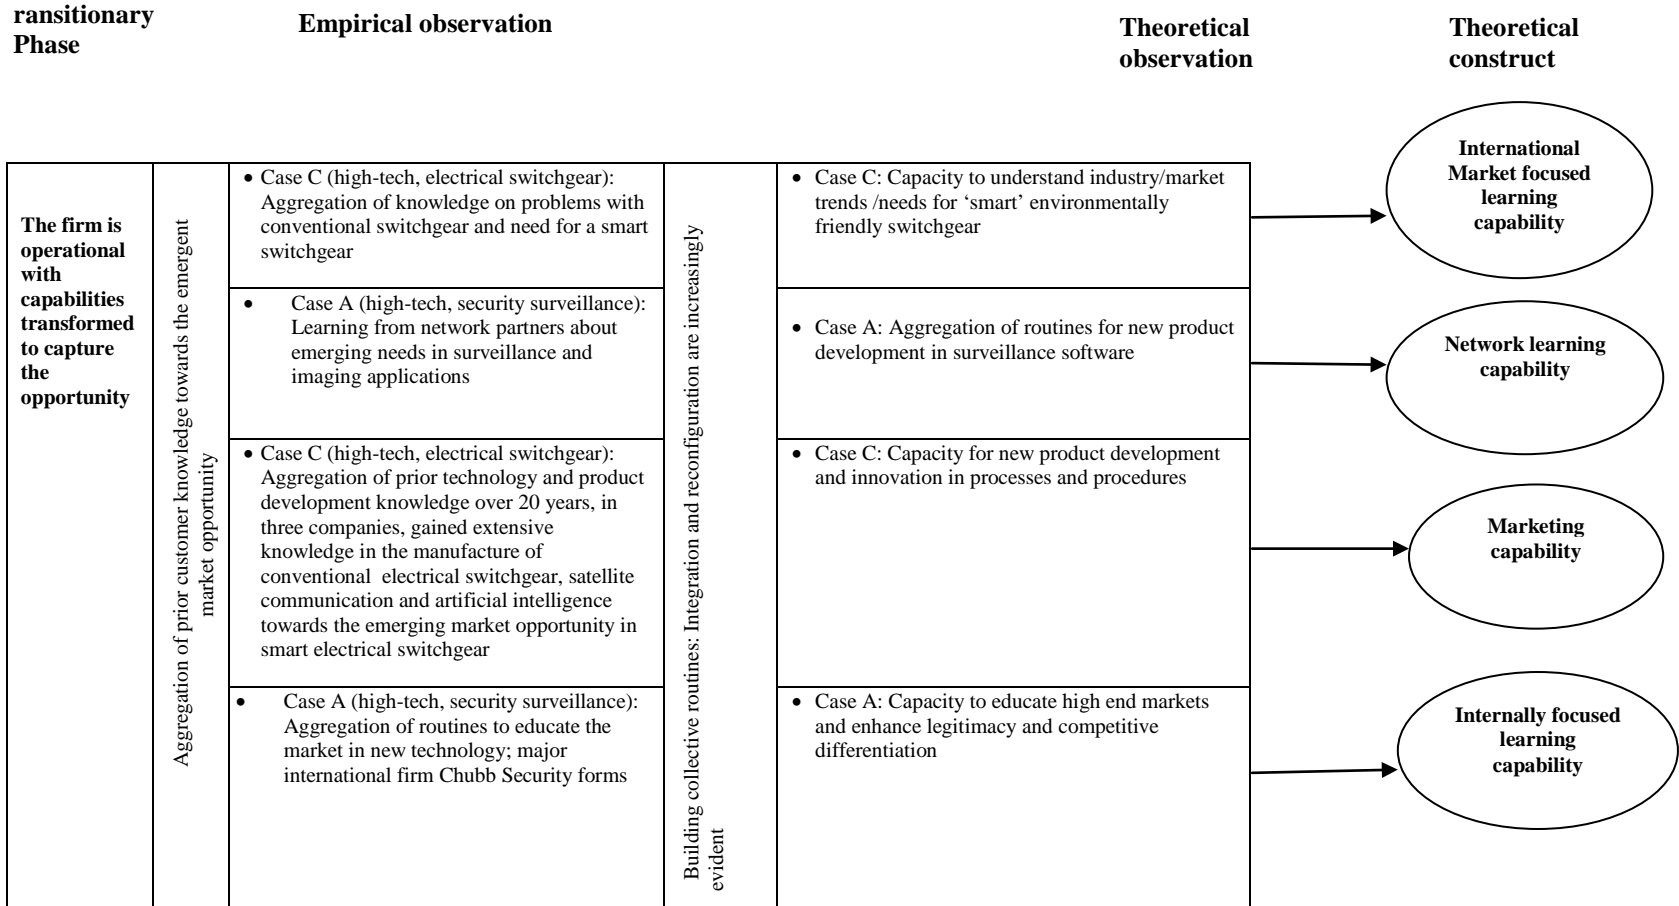 ransitionary
Phase
Empirical observation
Theoretical
observation
Theoretical
construct
The firm is
operational
with
capabilities
transformed
to capture
the
opportunity
Aggregation of prior customer knowledge towards the emergent
market opportunity
• Case C (high-tech, electrical switchgear):
Aggregation of knowledge on problems with
conventional switchgear and need for a smart
switchgear
• Case A (high-tech, security surveillance):
Learning from network partners about
emerging needs in surveillance and
imaging applications
• Case C (high-tech, electrical switchgear):
Aggregation of prior technology and product
development knowledge over 20 years, in
three companies, gained extensive
knowledge in the manufacture of
conventional electrical switchgear, satellite
communication and artificial intelligence
towards the emerging market opportunity in
smart electrical switchgear
• Case A (high-tech, security surveillance):
Aggregation of routines to educate the
market in new technology; major
international firm Chubb Security forms
Building collective routines: Integration and reconfiguration are increasingly
evident
• Case C: Capacity to understand industry/market
trends /needs for ‘smart’ environmentally
friendly switchgear
• Case A: Aggregation of routines for new product
development in surveillance software
• Case C: Capacity for new product development
and innovation in processes and procedures
• Case A: Capacity to educate high end markets
and enhance legitimacy and competitive
differentiation
International
Market focused
learning
capability
Network learning
capability
Marketing
capability
Internally focused
learning
capability